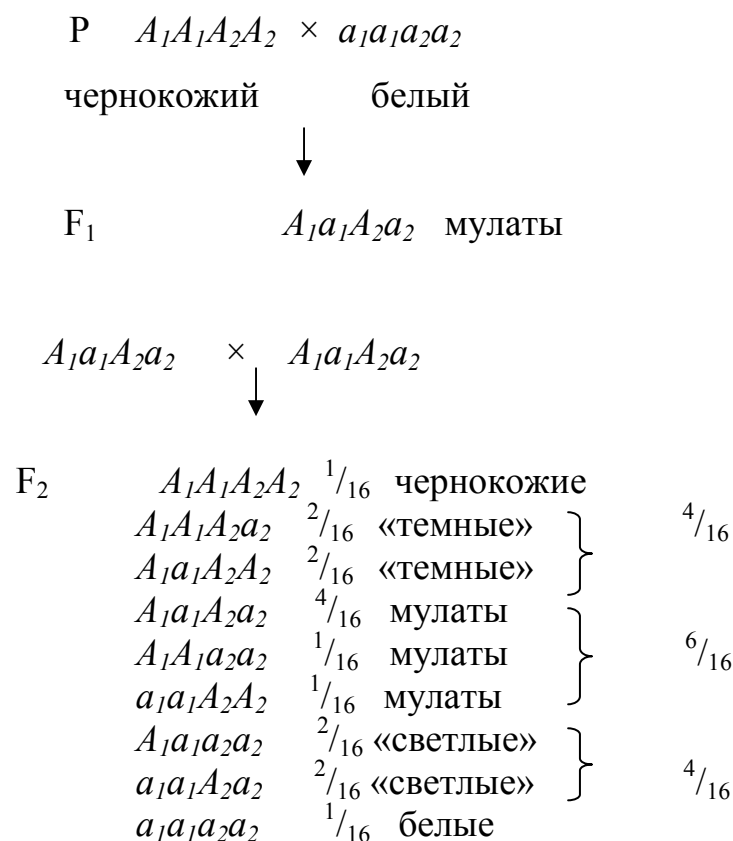 P A₁A₁A₂A₂ × a₁a₁a₂a₂
чернокожий белый
F₁ A₁a₁A₂a₂ мулаты
A₁a₁A₂a₂ × A₁a₁A₂a₂
F₂ A₁A₁A₂A₂ ¹/₁₆ чернокожие
A₁A₁A₂a₂ ²/₁₆ «темные» ⁴/₁₆
A₁a₁A₂A₂ ²/₁₆ «темные»
A₁a₁A₂a₂ ⁴/₁₆ мулаты
A₁A₁a₂a₂ ¹/₁₆ мулаты ⁶/₁₆
a₁a₁A₂A₂ ¹/₁₆ мулаты
A₁a₁a₂a₂ ²/₁₆ «светлые»
a₁a₁A₂a₂ ²/₁₆ «светлые» ⁴/₁₆
a₁a₁a₂a₂ ¹/₁₆ белые